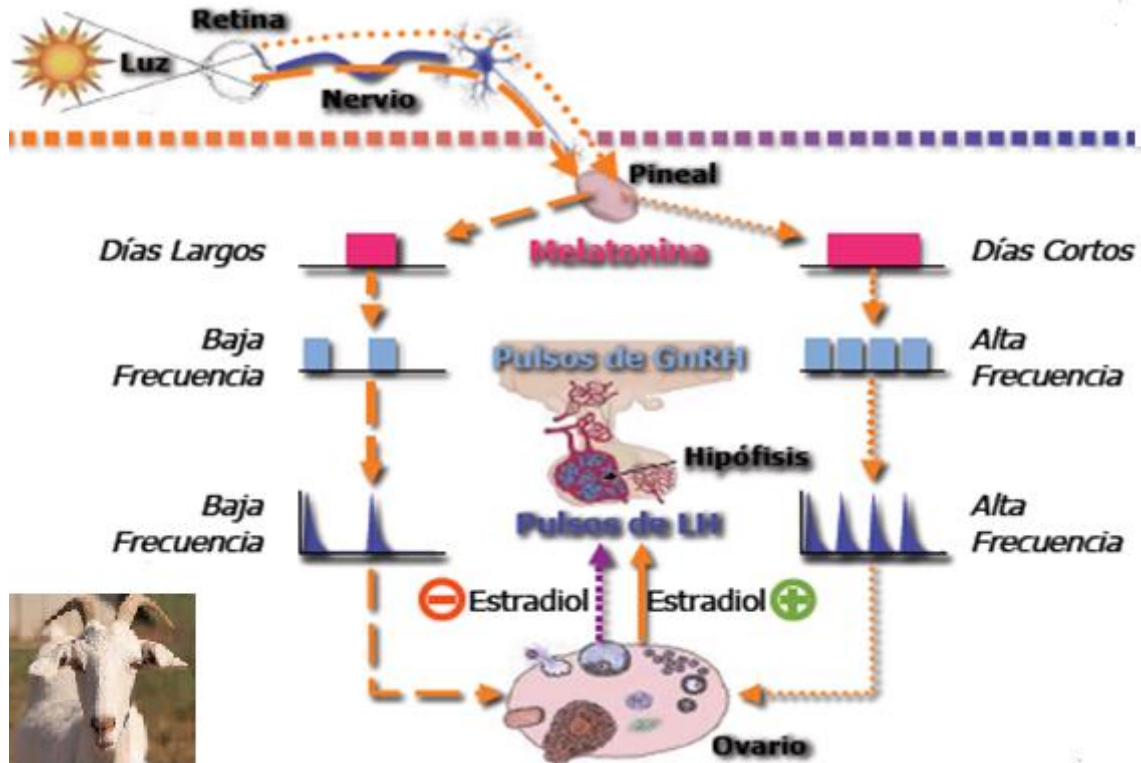 Retina
Luz
Nervio
Pineal
Días Largos
Melatonina
Días Cortos
Baja
Frecuencia
Pulsos de GnRH
Alta
Frecuencia
Hipófisis
Baja
Frecuencia
Pulsos de LH
Alta
Frecuencia
Estradiol
Estradiol
Ovario